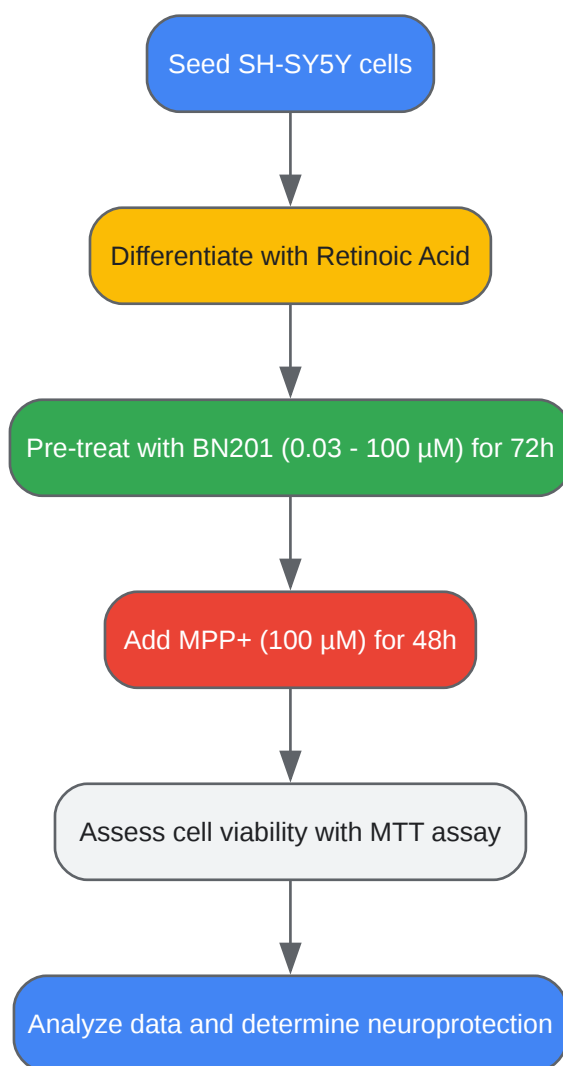 Seed SH-SY5Y cells
Differentiate with Retinoic Acid
Pre-treat with BN201 (0.03 - 100 µM) for 72h
Add MPP+ (100 µM) for 48h
Assess cell viability with MTT assay
Analyze data and determine neuroprotection